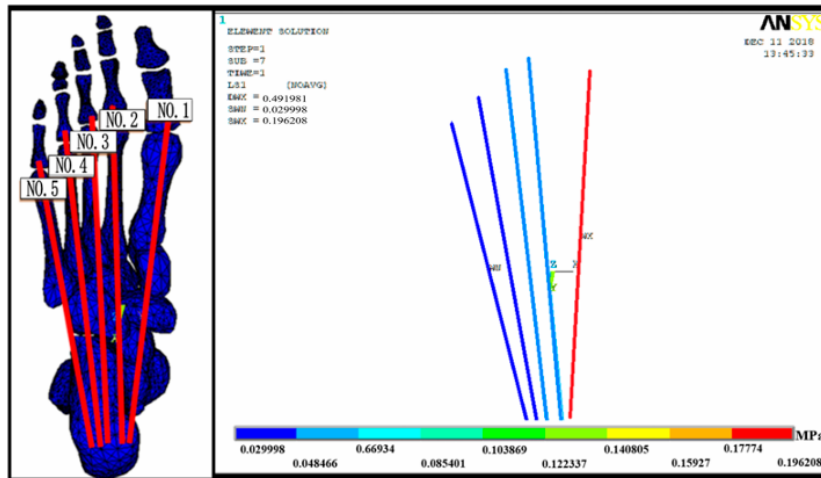 NO.1
NO.2
NO.3
NO.4
NO.5
1
ELEMENT SOLUTION
STEP=1
SUB =7
TIME=1
LS1 (NOAVG)
DMX =0.491981
SMN =0.029998
SMX =0.196208
ANSYS
DEC 11 2018
13:45:33
MX
Z X
MN
Y
MPa
0.029998 0.66934 0.103869 0.140805 0.17774
0.048466 0.085401 0.122337 0.15927 0.196208